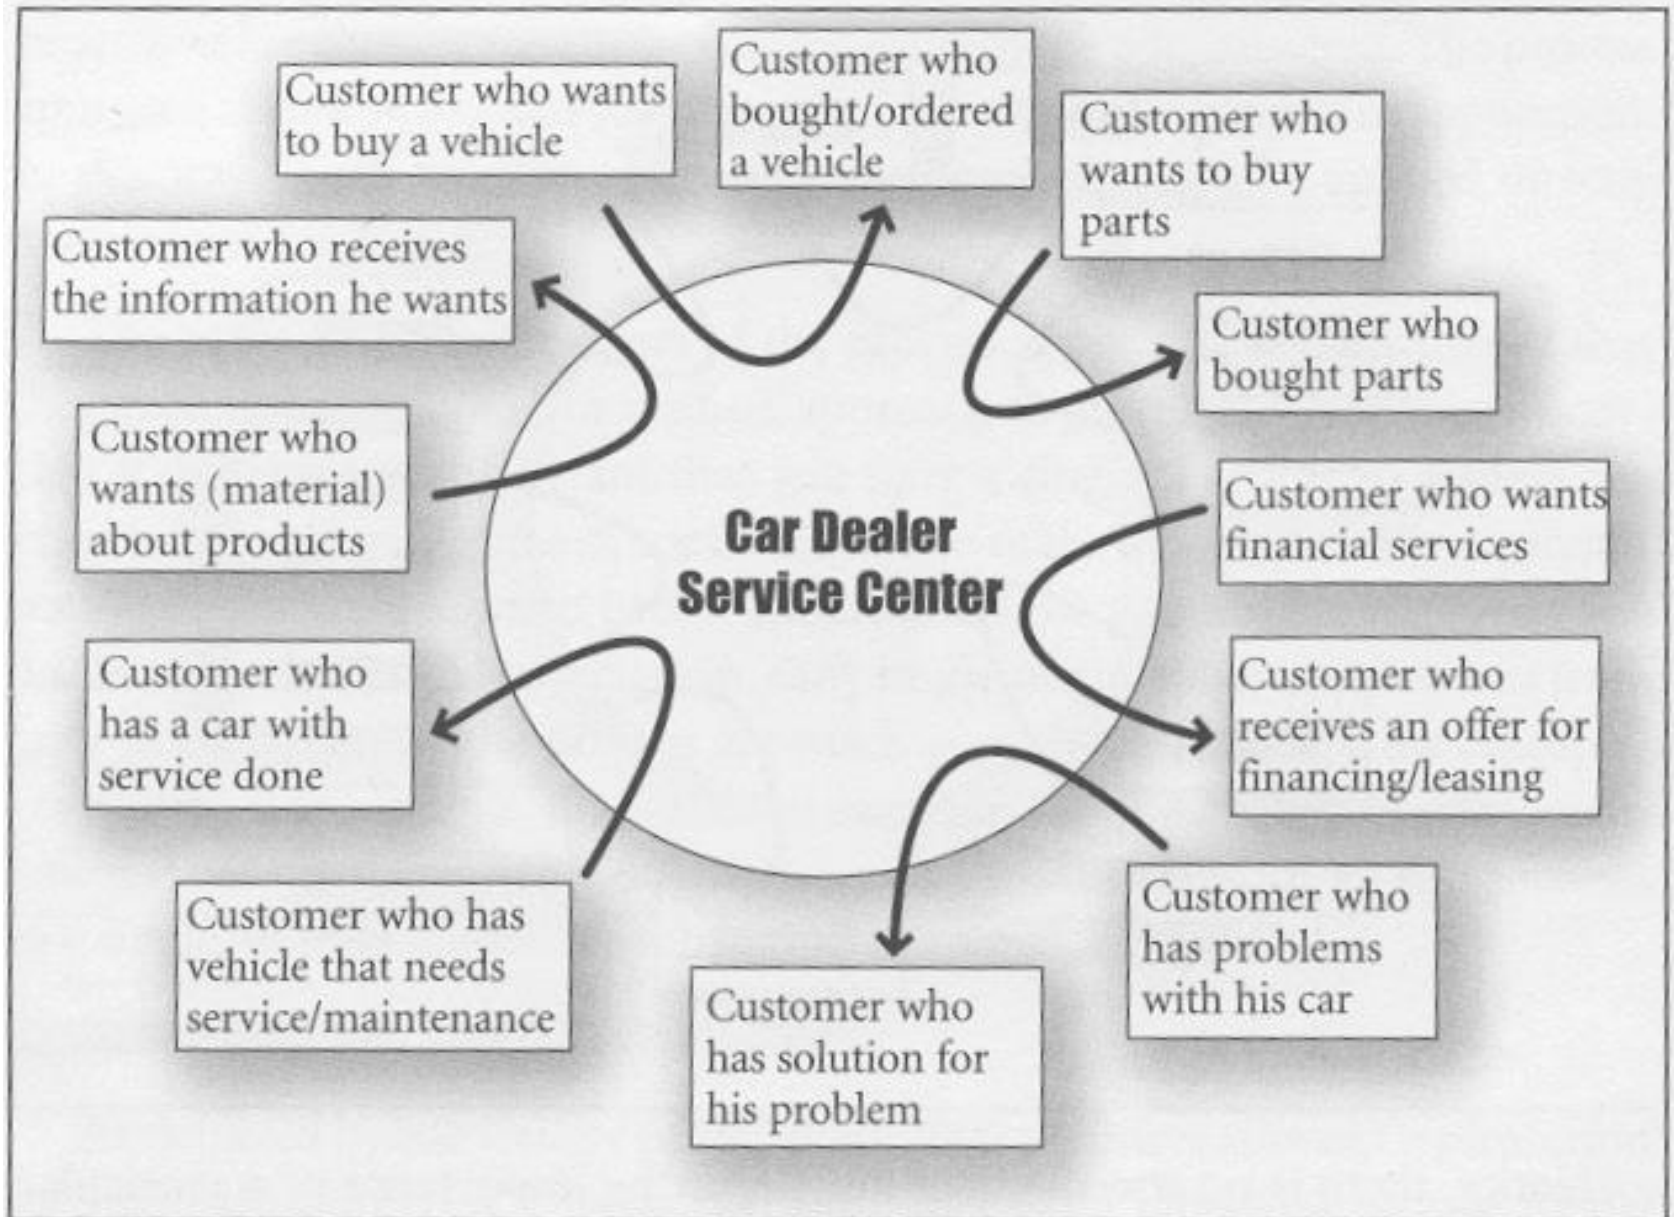 Customer who wants
to buy a vehicle
Customer who
bought/ordered
a vehicle
Customer who
wants to buy
parts
Customer who receives
the information he wants
Customer who
bought parts
Customer who
wants (material)
about products
Customer who wants
financial services
Car Dealer
Service Center
Customer who
has a car with
service done
Customer who
receives an offer for
financing/leasing
Customer who has
vehicle that needs
service/maintenance
Customer who
has solution for
his problem
Customer who
has problems
with his car